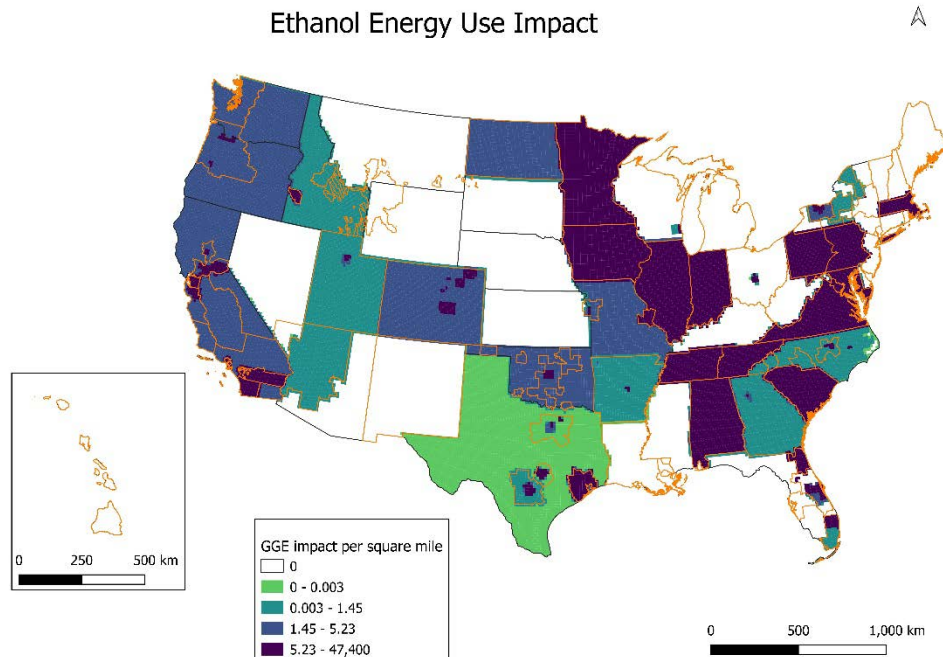 Ethanol Energy Use Impact
0 250 500 km
GGE impact per square mile
0
0 - 0.003
0.003 - 1.45
1.45 - 5.23
5.23 - 47,400
0 500 1,000 km